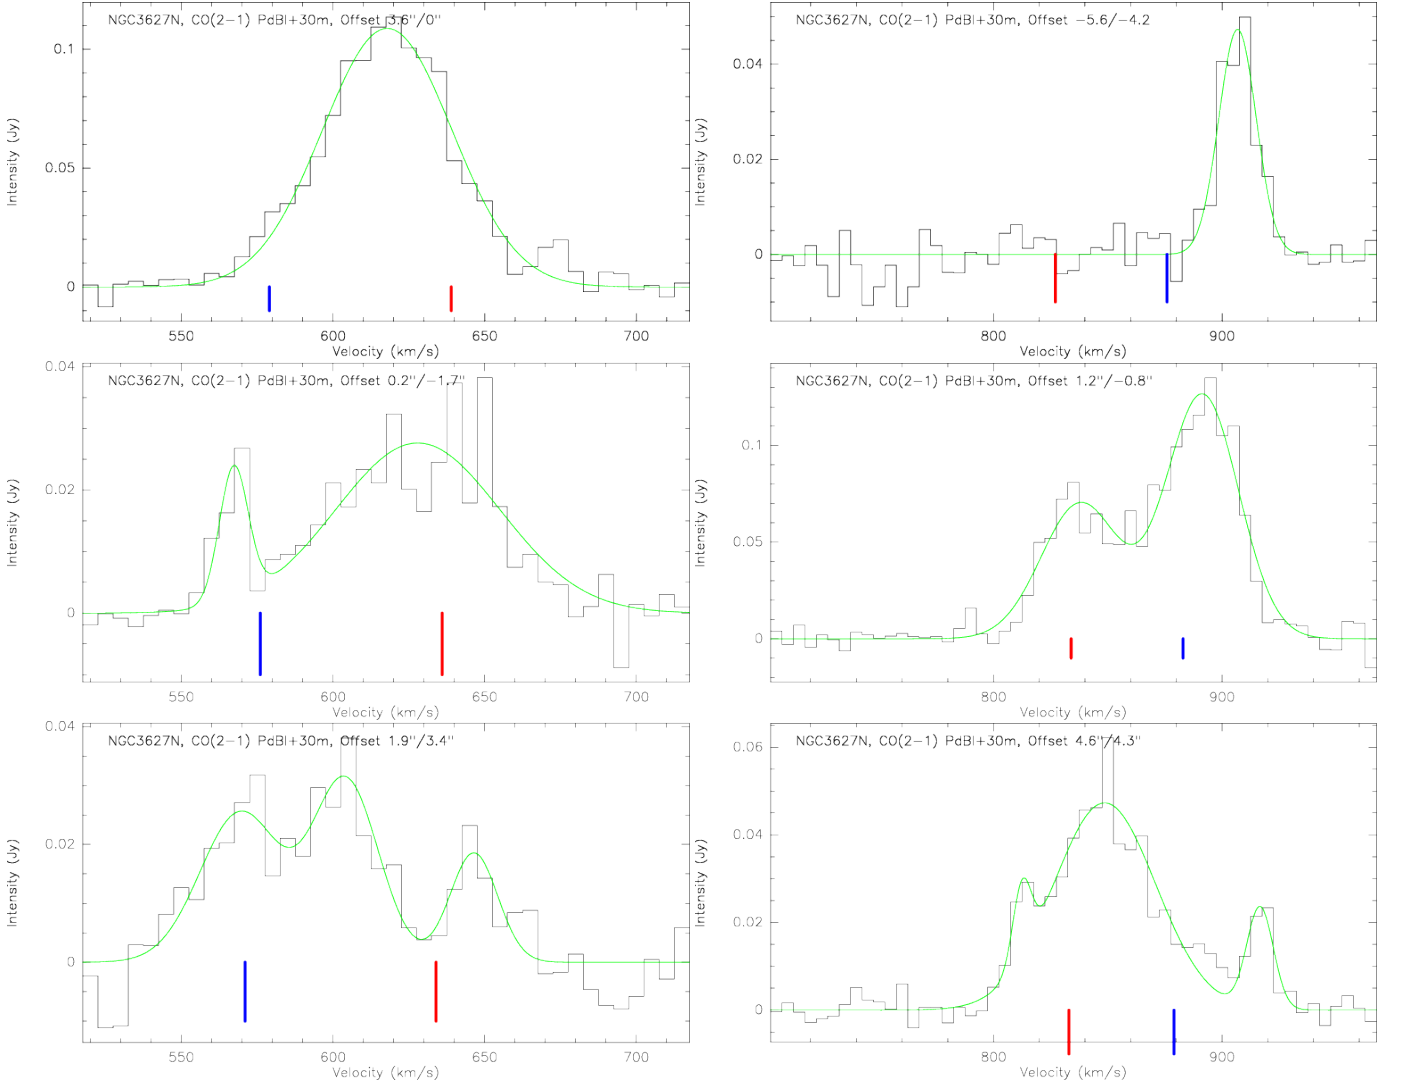 NGC3627N, CO(2−1) PdBI+30m, Offset 3.6"/0"
0.1
0.05
0
Intensity (Jy)
550 600 650 700
Velocity (km/s)
NGC3627N, CO(2−1) PdBI+30m, Offset −5.6/−4.2
0.04
0.02
0
Intensity (Jy)
800 900
Velocity (km/s)
NGC3627N, CO(2−1) PdBI+30m, Offset 0.2"/−1.7"
0.04
0.02
0
Intensity (Jy)
550 600 650 700
Velocity (km/s)
NGC3627N, CO(2−1) PdBI+30m, Offset 1.2"/−0.8"
0.1
0.05
0
Intensity (Jy)
800 900
Velocity (km/s)
NGC3627N, CO(2−1) PdBI+30m, Offset 1.9"/3.4"
0.04
0.02
0
Intensity (Jy)
550 600 650 700
Velocity (km/s)
NGC3627N, CO(2−1) PdBI+30m, Offset 4.6"/4.3"
0.06
0.04
0.02
0
Intensity (Jy)
800 900
Velocity (km/s)